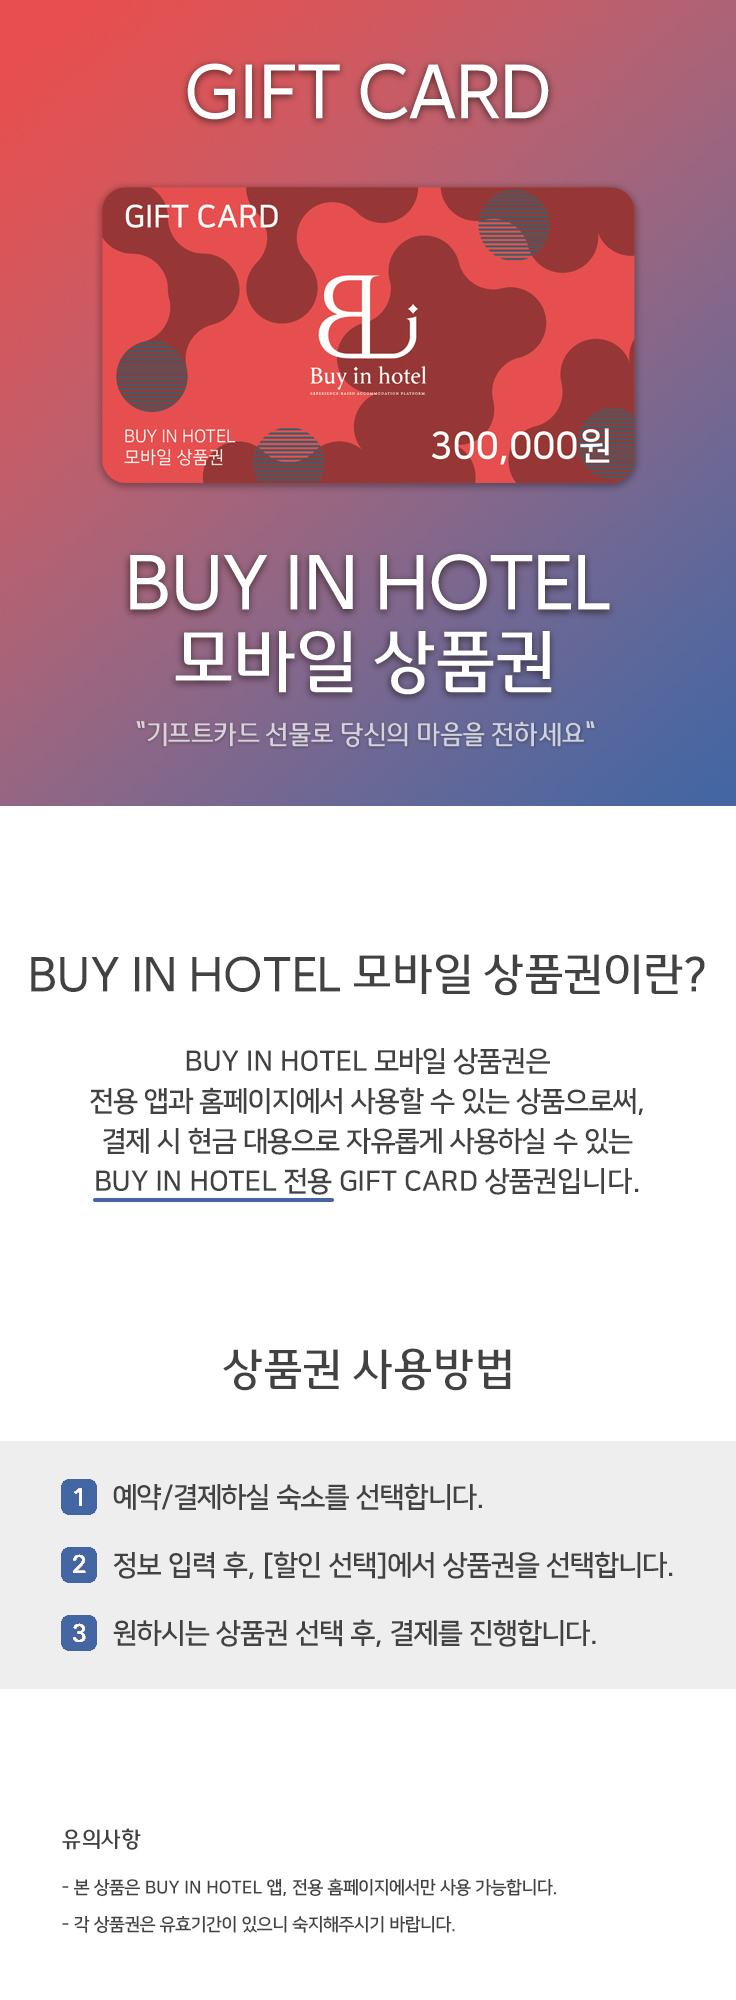 GIFT CARD
GIFT CARD
Buy in hotel
EXPERIENCE BASED ACCOMMODATION PLATFORM
BUY IN HOTEL
모바일 상품권
300,000원
BUY IN HOTEL
모바일 상품권
"기프트카드 선물로 당신의 마음을 전하세요"
BUY IN HOTEL 모바일 상품권이란?
BUY IN HOTEL 모바일 상품권은
전용 앱과 홈페이지에서 사용할 수 있는 상품으로써,
결제 시 현금 대용으로 자유롭게 사용하실 수 있는
BUY IN HOTEL 전용 GIFT CARD 상품권입니다.
상품권 사용방법
1 예약/결제하실 숙소를 선택합니다.
2 정보 입력 후, [할인 선택]에서 상품권을 선택합니다.
3 원하시는 상품권 선택 후, 결제를 진행합니다.
유의사항
- 본 상품은 BUY IN HOTEL 앱, 전용 홈페이지에서만 사용 가능합니다.
- 각 상품권은 유효기간이 있으니 숙지해주시기 바랍니다.